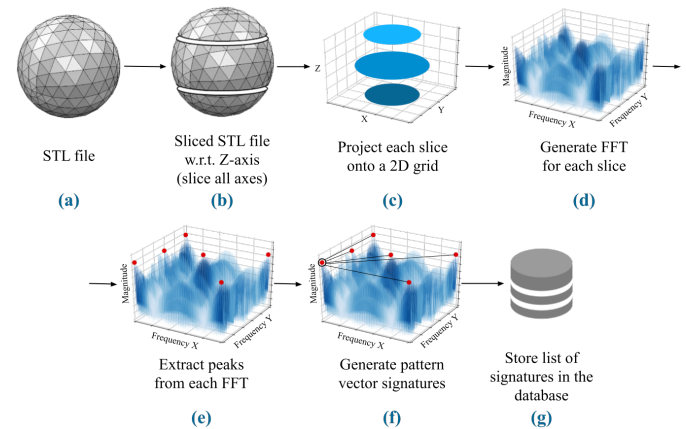 STL file
(a)
Sliced STL file
w.r.t. Z-axis
(slice all axes)
(b)
Z
X
Y
Project each slice
onto a 2D grid
(c)
Magnitude
Frequency X
Frequency Y
Generate FFT
for each slice
(d)
Magnitude
Frequency X
Frequency Y
Extract peaks
from each FFT
(e)
Magnitude
Frequency X
Frequency Y
Generate pattern
vector signatures
(f)
Store list of
signatures in the
database
(g)